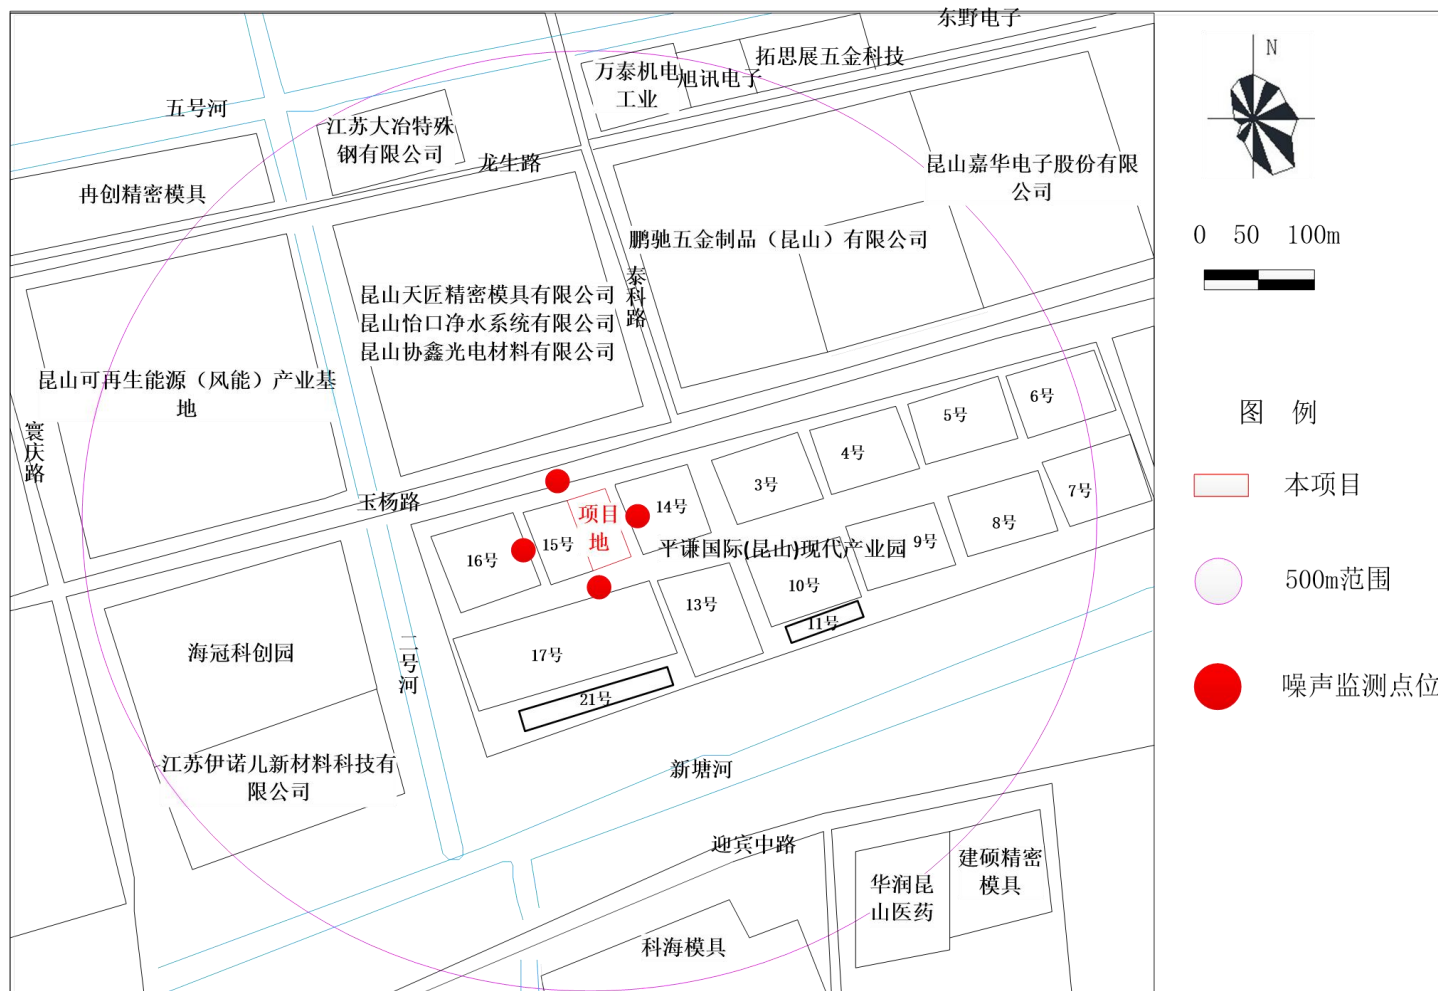 东野电子
N
拓思展五金科技
万泰机电
工业
旭讯电子
五号河
江苏大冶特殊
钢有限公司
龙生路
昆山嘉华电子股份有限
公司
冉创精密模具
0 50 100m
鹏驰五金制品（昆山）有限公司
泰科路
昆山天匠精密模具有限公司
昆山怡口净水系统有限公司
昆山协鑫光电材料有限公司
昆山可再生能源（风能）产业基
地
6号
5号
图 例
寰庆路
4号
3号
7号
本项目
玉杨路
14号
项目
地
8号
15号
16号
平谦国际(昆山)现代产业园
9号
10号
500m范围
13号
11号
海冠科创园
二号河
17号
噪声监测点位
21号
江苏伊诺儿新材料科技有
限公司
新塘河
迎宾中路
建硕精密
模具
华润昆
山医药
科海模具